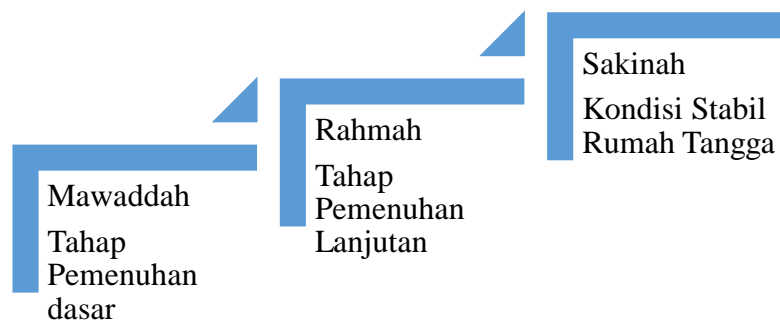 Mawaddah
Tahap
Pemenuhan
dasar
Rahmah
Tahap
Pemenuhan
Lanjutan
Sakinah
Kondisi Stabil
Rumah Tangga